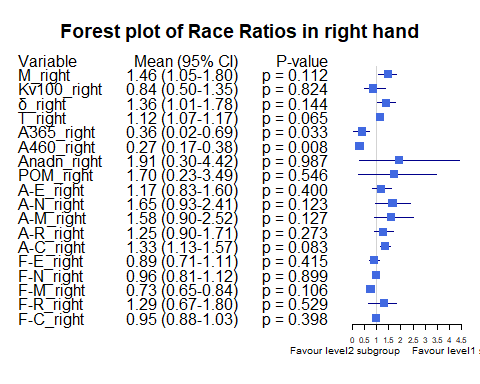 Forest plot of Race Ratios in right hand
Variable Mean (95% CI) P-value
M_right 1.46 (1.05-1.80) p = 0.112
Kv100_right 0.84 (0.50-1.35) p = 0.824
δ_right 1.36 (1.01-1.78) p = 0.144
T_right 1.12 (1.07-1.17) p = 0.065
A365_right 0.36 (0.02-0.69) p = 0.033
A460_right 0.27 (0.17-0.38) p = 0.008
Anadn_right 1.91 (0.30-4.42) p = 0.987
POM_right 1.70 (0.23-3.49) p = 0.546
A-E_right 1.17 (0.83-1.60) p = 0.400
A-N_right 1.65 (0.93-2.41) p = 0.123
A-M_right 1.58 (0.90-2.52) p = 0.127
A-R_right 1.25 (0.90-1.71) p = 0.273
A-C_right 1.33 (1.13-1.57) p = 0.083
F-E_right 0.89 (0.71-1.11) p = 0.415
F-N_right 0.96 (0.81-1.12) p = 0.899
F-M_right 0.73 (0.65-0.84) p = 0.106
F-R_right 1.29 (0.67-1.80) p = 0.529
F-C_right 0.95 (0.88-1.03) p = 0.398
0 0.5 1 1.5 2 2.5 3 3.5 4 4.5
Favour level2 subgroup Favour level1 s